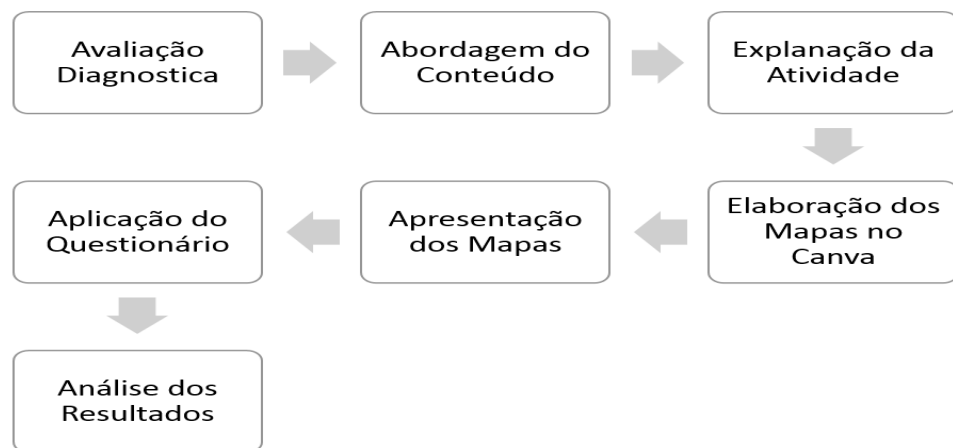 Avaliação
Diagnostica
Abordagem do
Conteúdo
Explanação da
Atividade
Elaboração dos
Mapas no
Canva
Apresentação
dos Mapas
Aplicação do
Questionário
Análise dos
Resultados